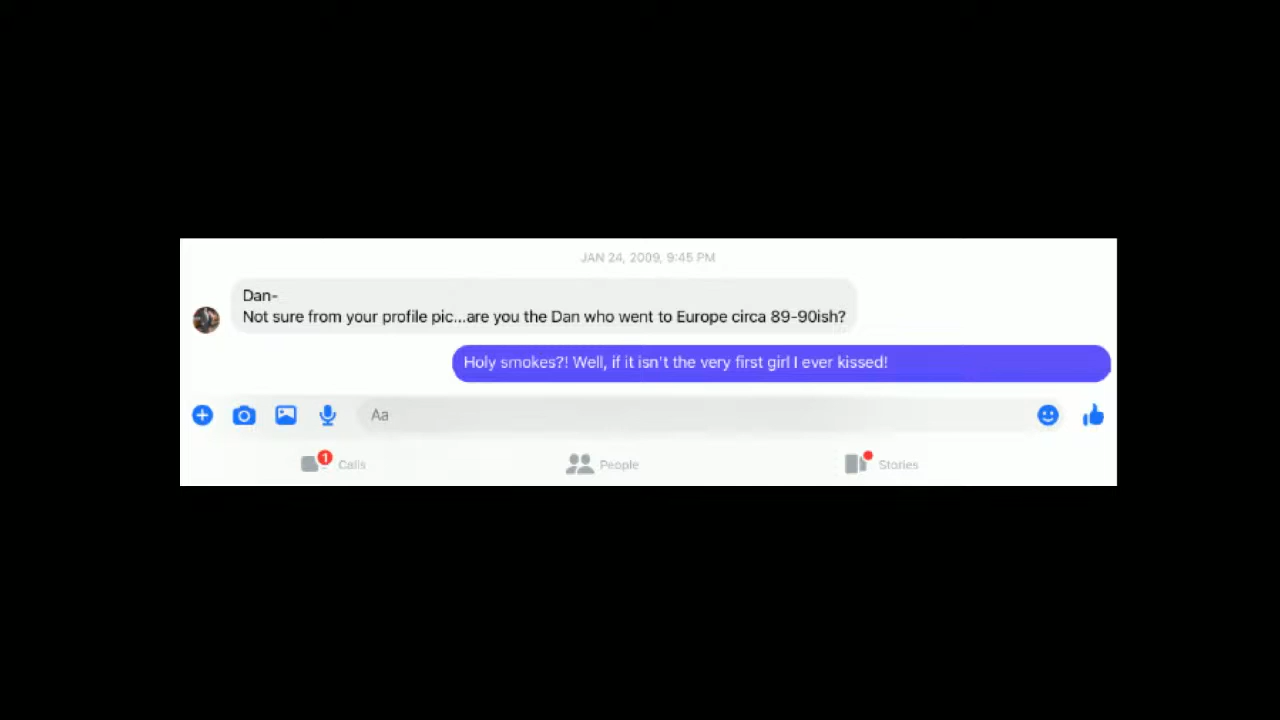 JAN 24, 2009, 9:45 PM
Dan-
Not sure from your profile pic...are you the Dan who went to Europe circa 89-90ish?
Holy smokes?! Well, if it isn't the very first girl I ever kissed!
Aa
1 Calls People Stories